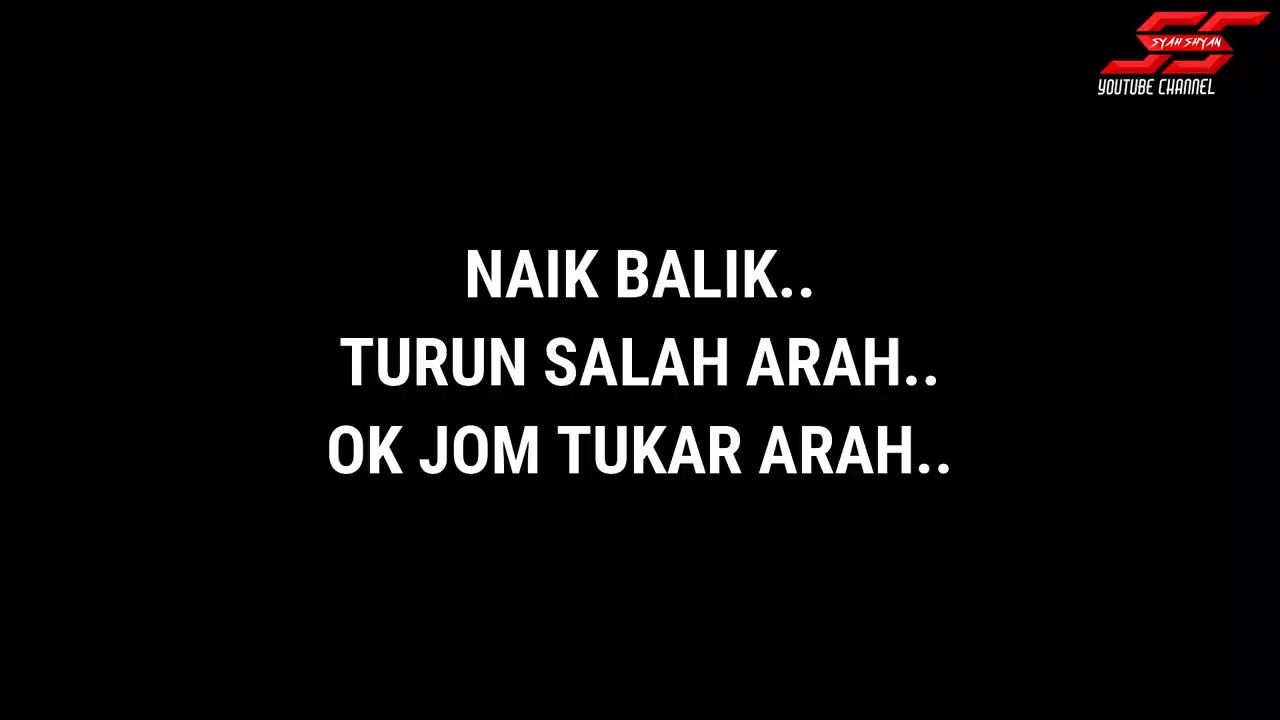 SYAH SHYAN
YOUTUBE CHANNEL
NAIK BALIK..
TURUN SALAH ARAH..
OK JOM TUKAR ARAH..